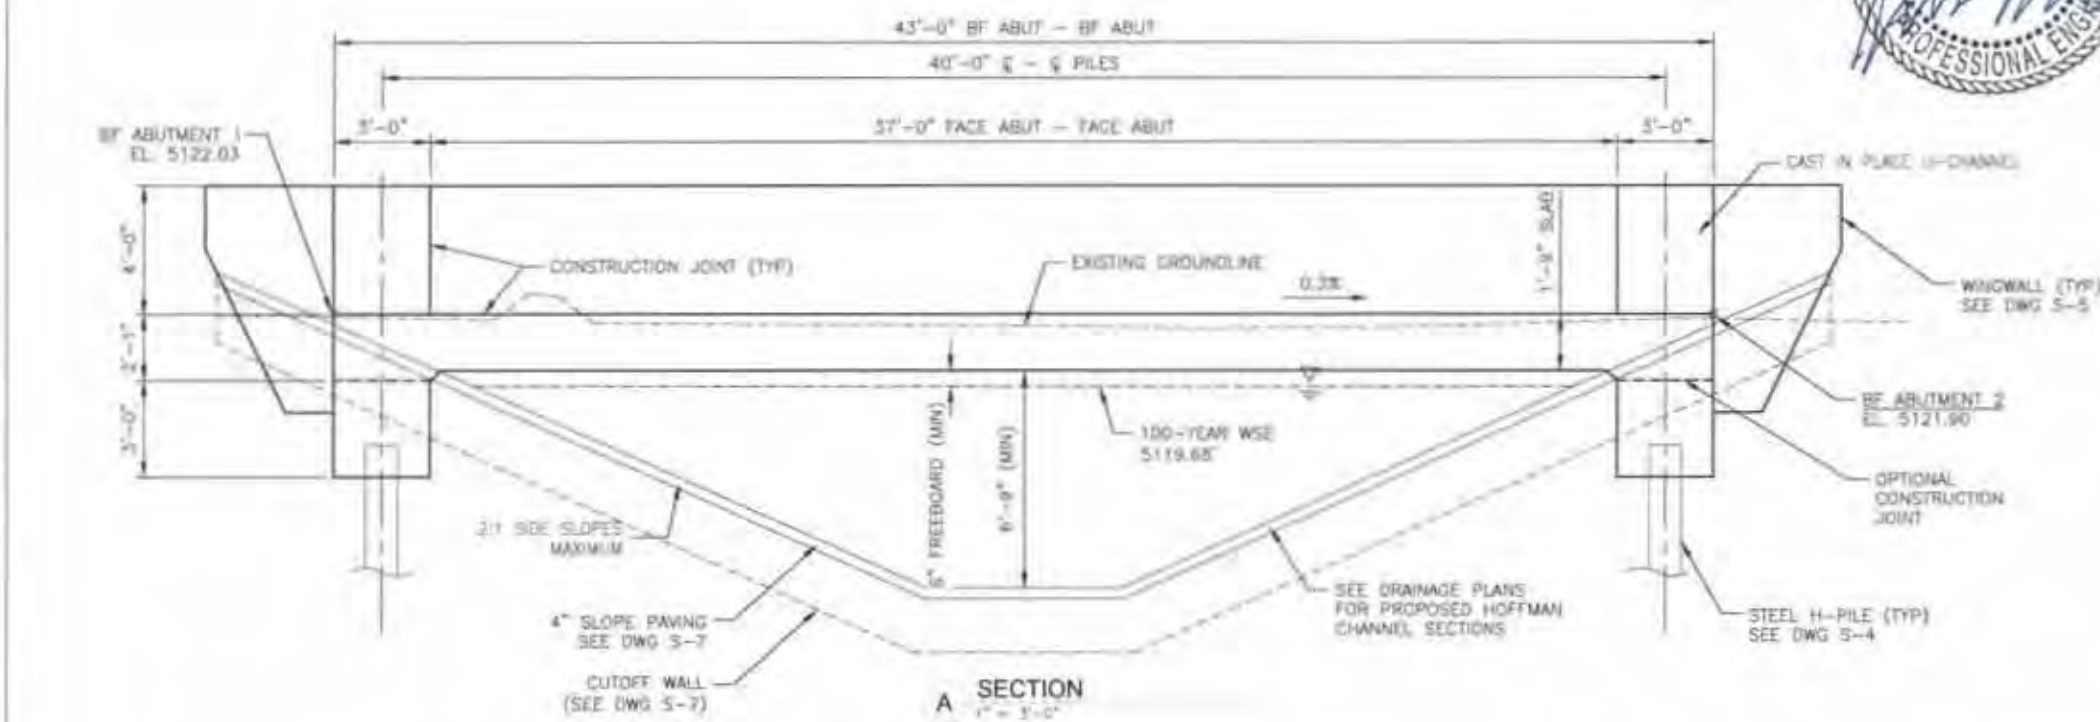 43'-0" BF ABUT - BF ABUT
PROFESSIONAL ENG
40'-0" ℄ - ℄ PILES
3'-0"
37'-0" FACE ABUT - FACE ABUT
3'-0"
BF ABUTMENT 1
EL. 5122.03
CAST IN PLACE U-CHANNEL
4'-0"
CONSTRUCTION JOINT (TYP)
EXISTING GROUNDLINE
0.3%
1'-9" SLAB
WINGWALL (TYP)
SEE DWG S-5
2'-1"
3'-0"
6" FREEBOARD (MIN)
6'-9" (MIN)
100-YEAR WSE
5119.68
BF ABUTMENT 2
EL. 5121.90
OPTIONAL
CONSTRUCTION
JOINT
2:1 SIDE SLOPES
MAXIMUM
4" SLOPE PAVING
SEE DWG S-7
SEE DRAINAGE PLANS
FOR PROPOSED HOFFMAN
CHANNEL SECTIONS
STEEL H-PILE (TYP)
SEE DWG S-4
CUTOFF WALL
(SEE DWG S-7)
A SECTION
1" = 3'-0"